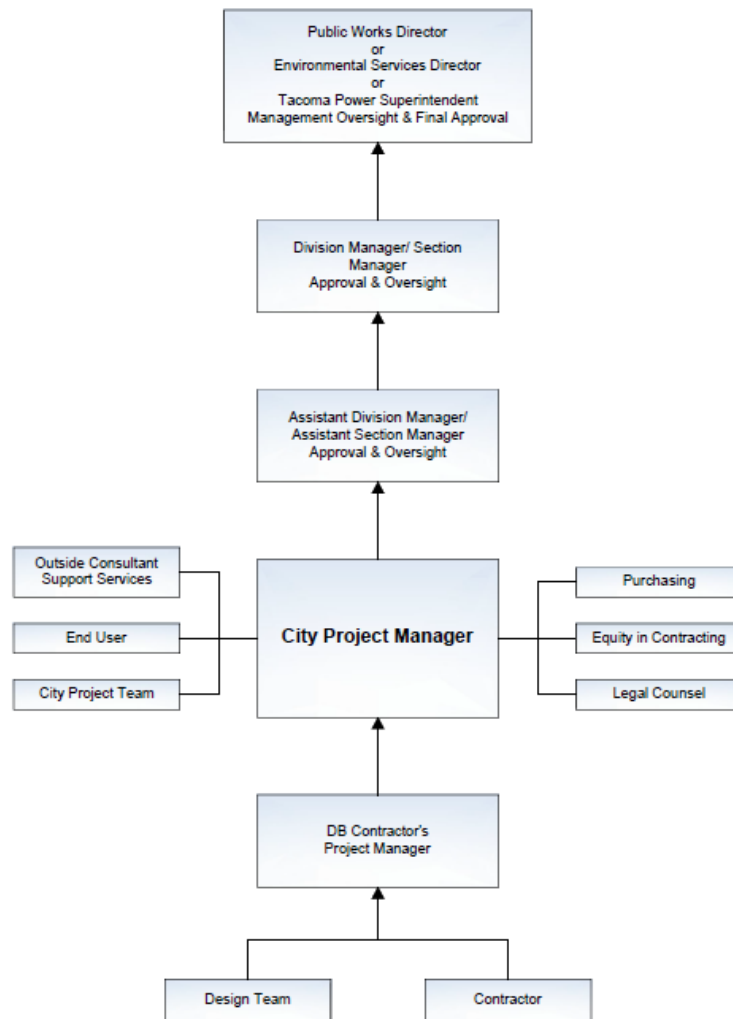 Public Works Director
or
Environmental Services Director
or
Tacoma Power Superintendent
Management Oversight & Final Approval
Division Manager/ Section
Manager
Approval & Oversight
Assistant Division Manager/
Assistant Section Manager
Approval & Oversight
Outside Consultant
Support Services
End User
City Project Team
City Project Manager
Purchasing
Equity in Contracting
Legal Counsel
DB Contractor's
Project Manager
Design Team
Contractor